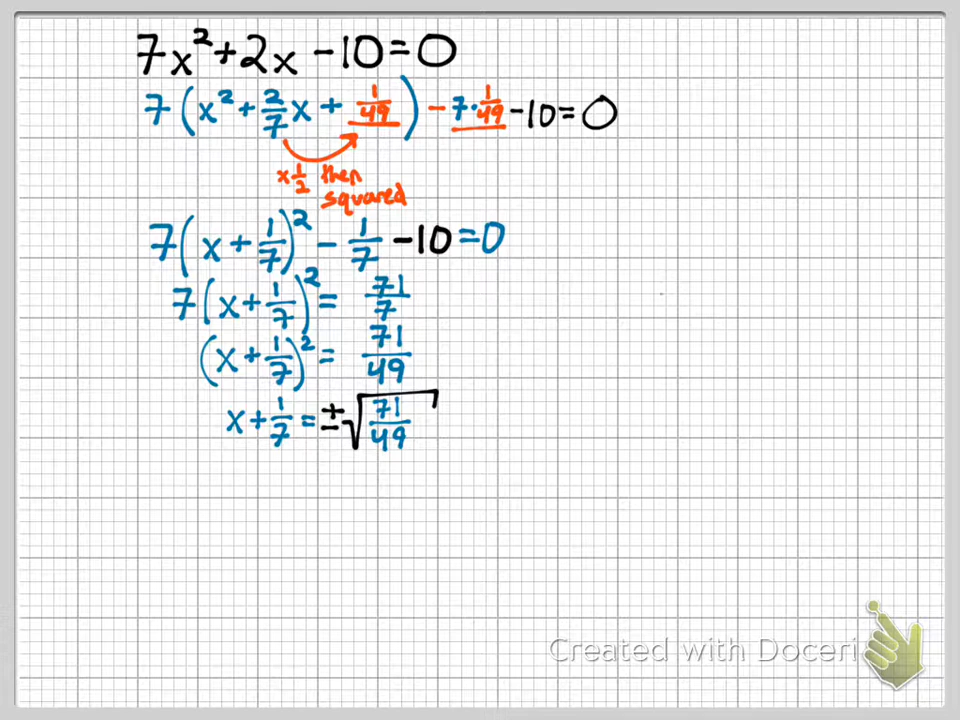 7x² + 2x - 10 = 0
7(x² + 2/7 x + 1/49) - 7·1/49 - 10 = 0
x 1/2 then
squared
7(x + 1/7)² - 1/7 - 10 = 0
7(x + 1/7)² = 71/7
(x + 1/7)² = 71/49
x + 1/7 = ±√(71/49)
Created with Doceri